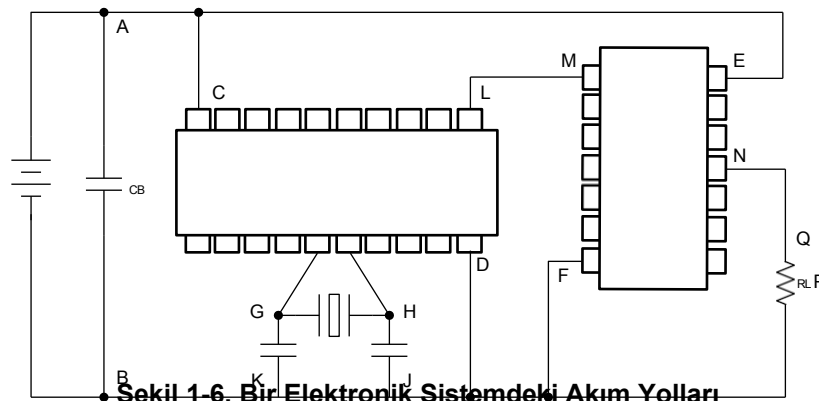 A
C
L
M
E
CB
N
D
Q
F
RL P
G
H
B
K
J
Şekil 1-6. Bir Elektronik Sistemdeki Akım Yolları